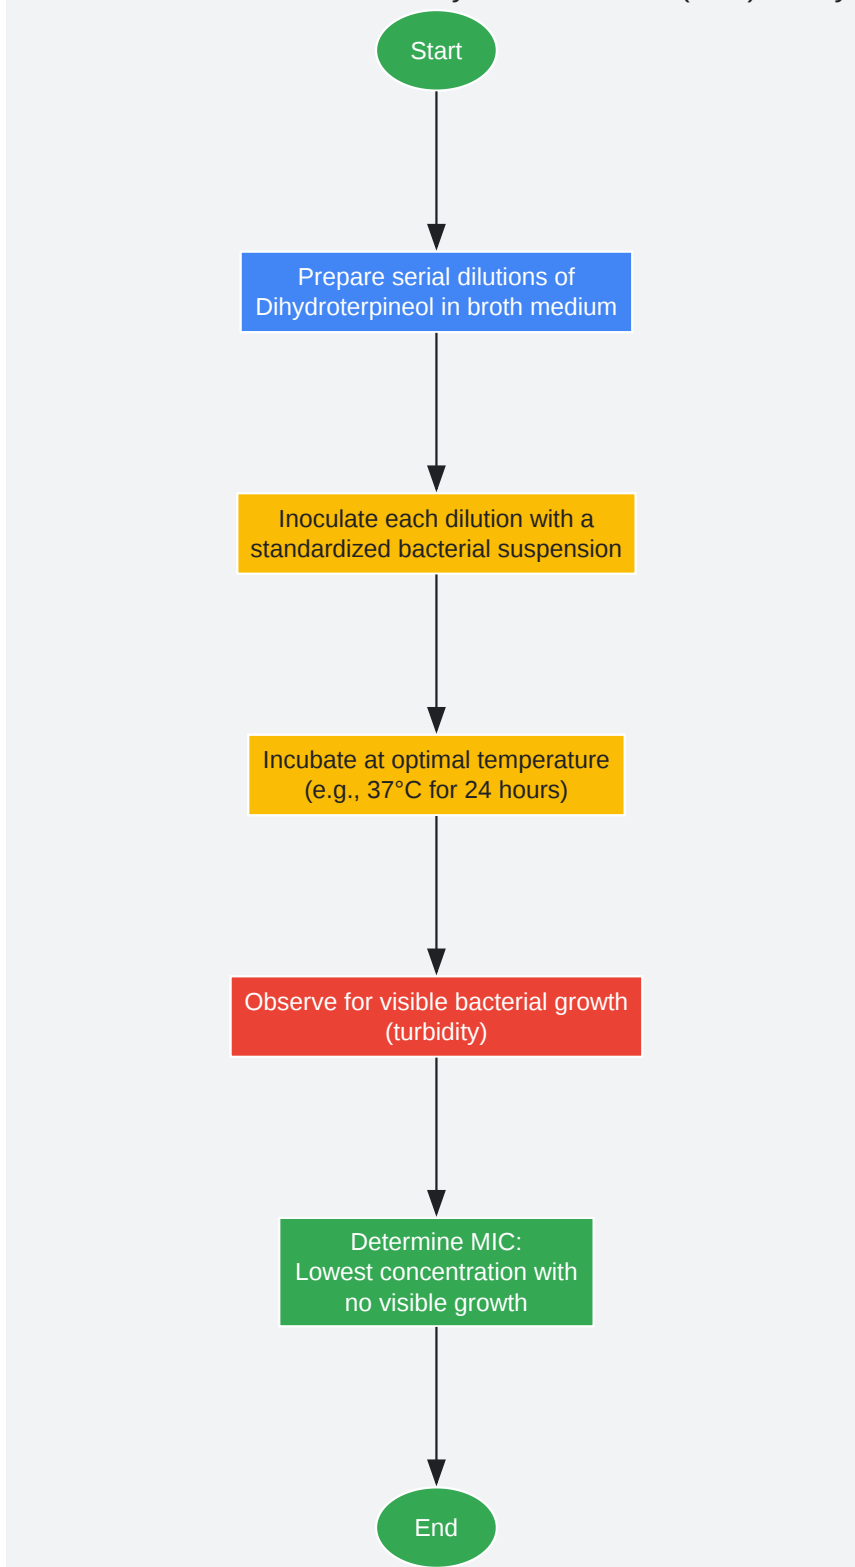 Start
Prepare serial dilutions of
Dihydroterpineol in broth medium
Inoculate each dilution with a
standardized bacterial suspension
Incubate at optimal temperature
(e.g., 37°C for 24 hours)
Observe for visible bacterial growth
(turbidity)
Determine MIC:
Lowest concentration with
no visible growth
End